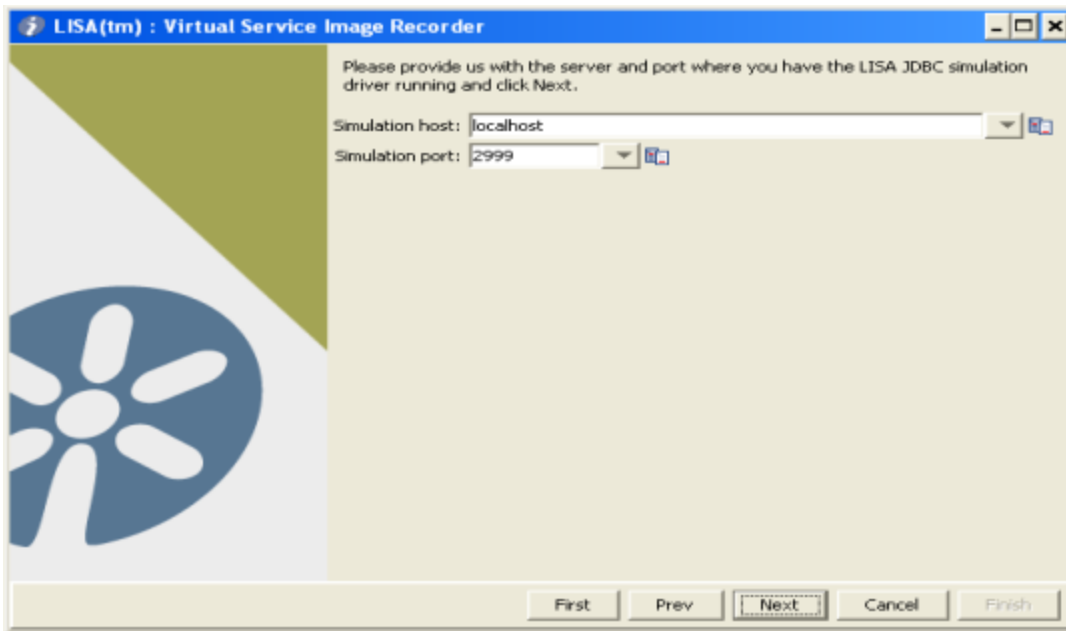 LISA(tm) : Virtual Service Image Recorder
Please provide us with the server and port where you have the LISA JDBC simulation
driver running and click Next.
Simulation host: localhost
Simulation port: 2999
First Prev Next Cancel Finish